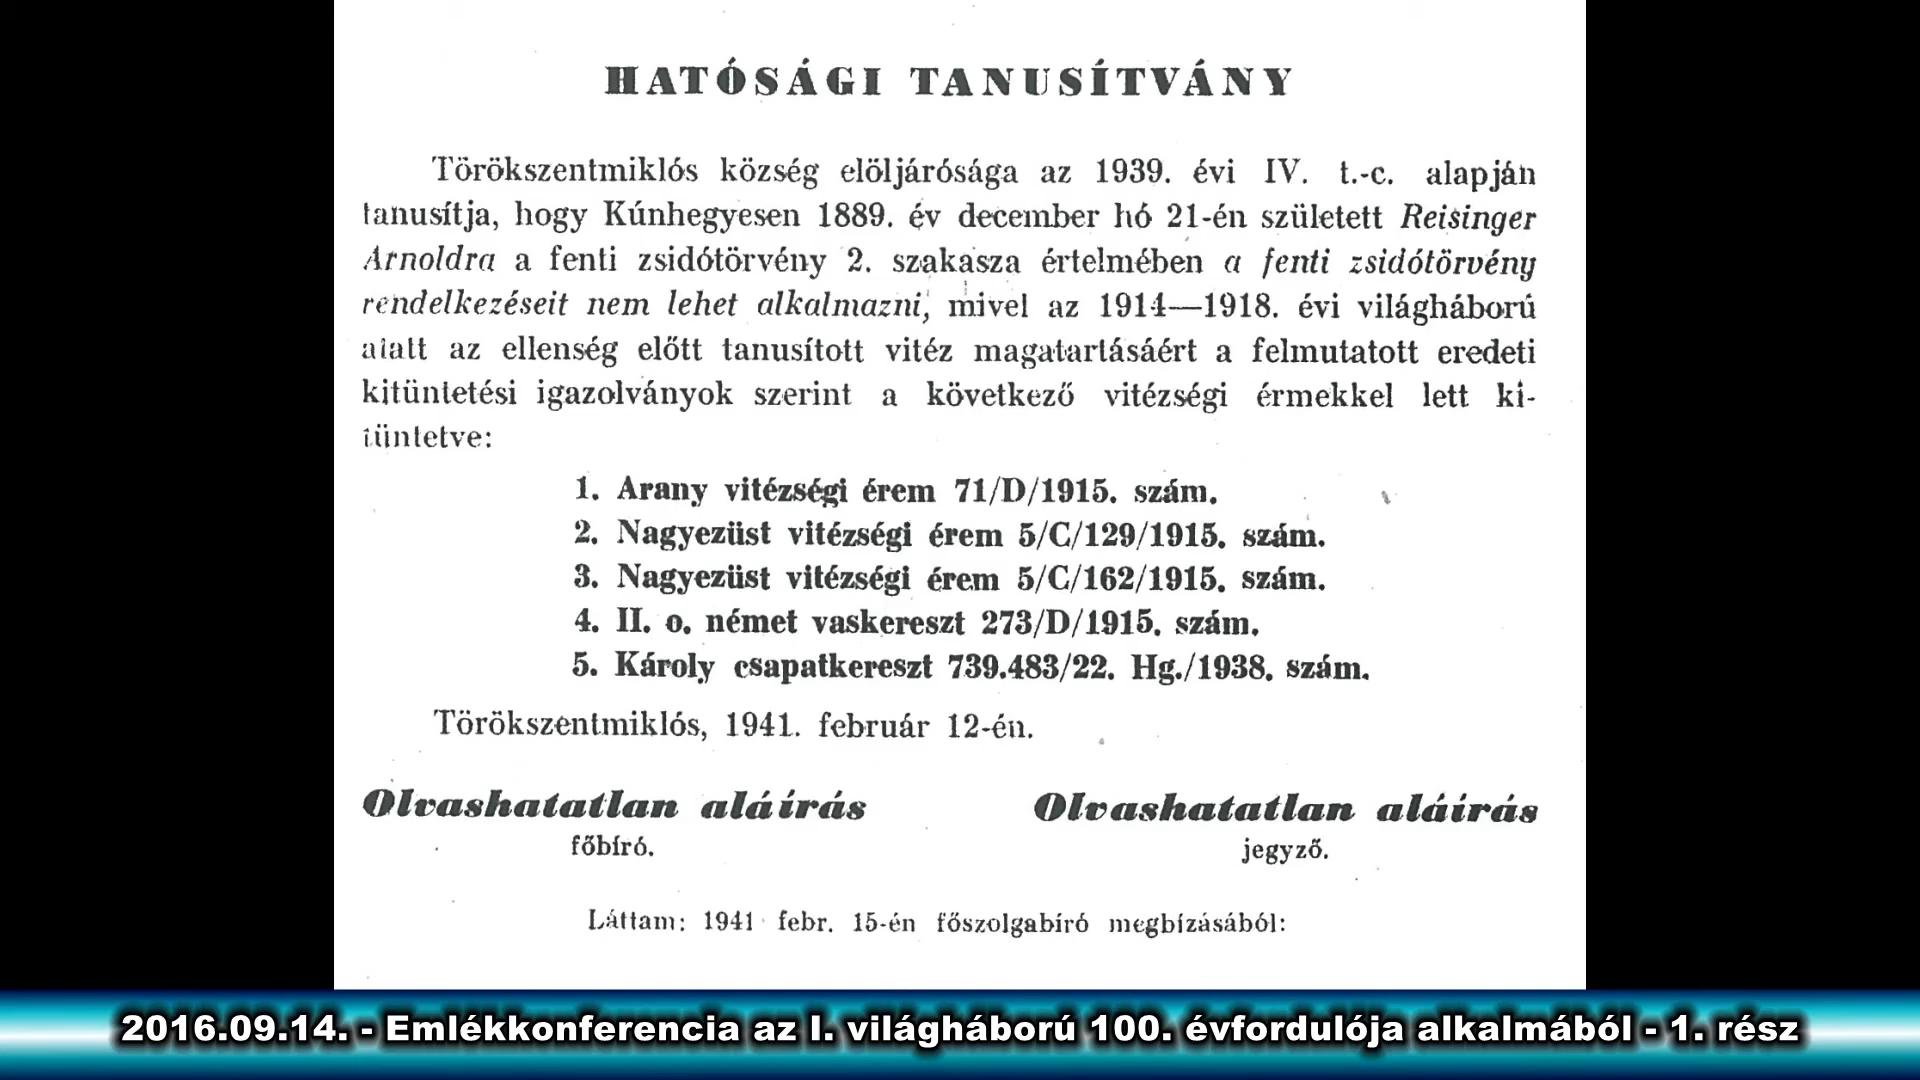 HATÓSÁGI TANUSÍTVÁNY
Törökszentmiklós község elöljárósága az 1939. évi IV. t.-c. alapján
tanusítja, hogy Kúnhegyesen 1889. év december hó 21-én született Reisinger
Arnoldra a fenti zsidótörvény 2. szakasza értelmében a fenti zsidótörvény
rendelkezéseit nem lehet alkalmazni, mivel az 1914—1918. évi világháború
alatt az ellenség előtt tanusított vitéz magatartásáért a felmutatott eredeti
kitüntetési igazolványok szerint a következő vitézségi érmekkel lett ki-
tüntetve:
1. Arany vitézségi érem 71/D/1915. szám.
2. Nagyezüst vitézségi érem 5/C/129/1915. szám.
3. Nagyezüst vitézségi érem 5/C/162/1915. szám.
4. II. o. német vaskereszt 273/D/1915. szám.
5. Károly csapatkereszt 739.483/22. Hg./1938. szám.
Törökszentmiklós, 1941. február 12-én.
Olvashatatlan aláírás Olvashatatlan aláírás
főbíró. jegyző.
Láttam: 1941 febr. 15-én főszolgabíró megbízásából:
2016.09.14. - Emlékkonferencia az I. világháború 100. évfordulója alkalmából - 1. rész